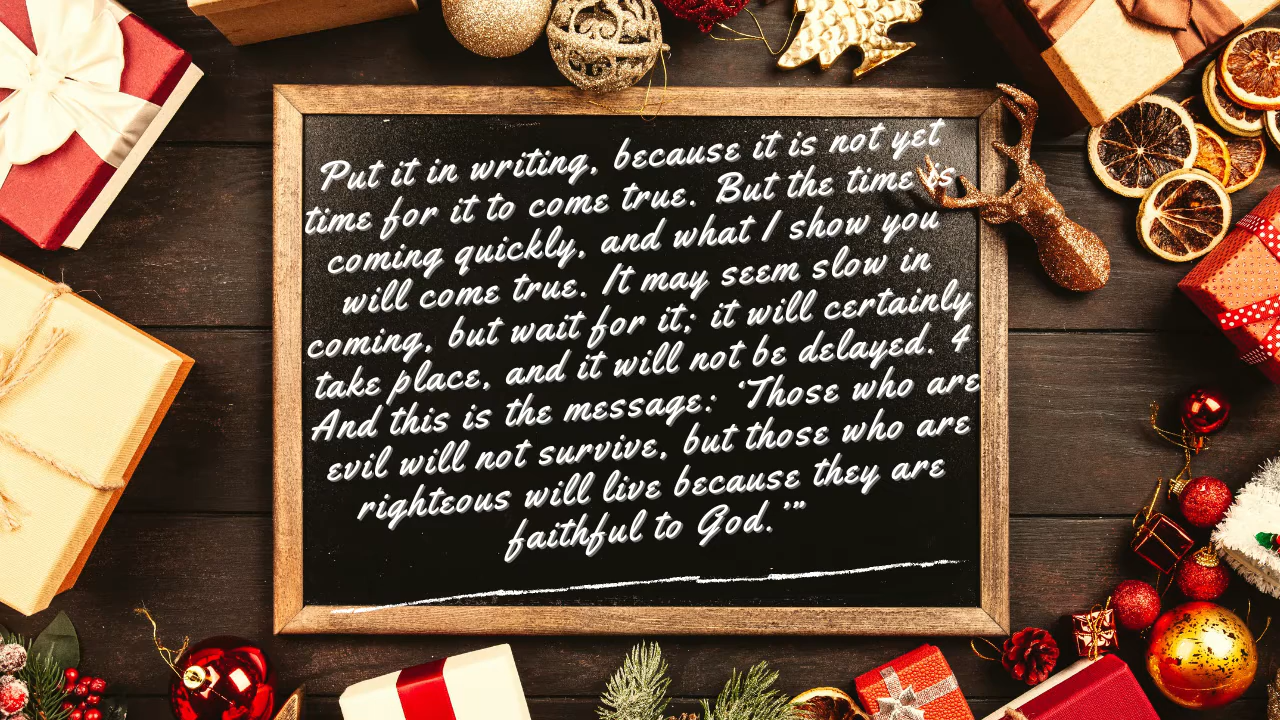 Put it in writing, because it is not yet
time for it to come true. But the time is
coming quickly, and what I show you
will come true. It may seem slow in
coming, but wait for it; it will certainly
take place, and it will not be delayed. 4
And this is the message: ‘Those who are
evil will not survive, but those who are
righteous will live because they are
faithful to God.’”